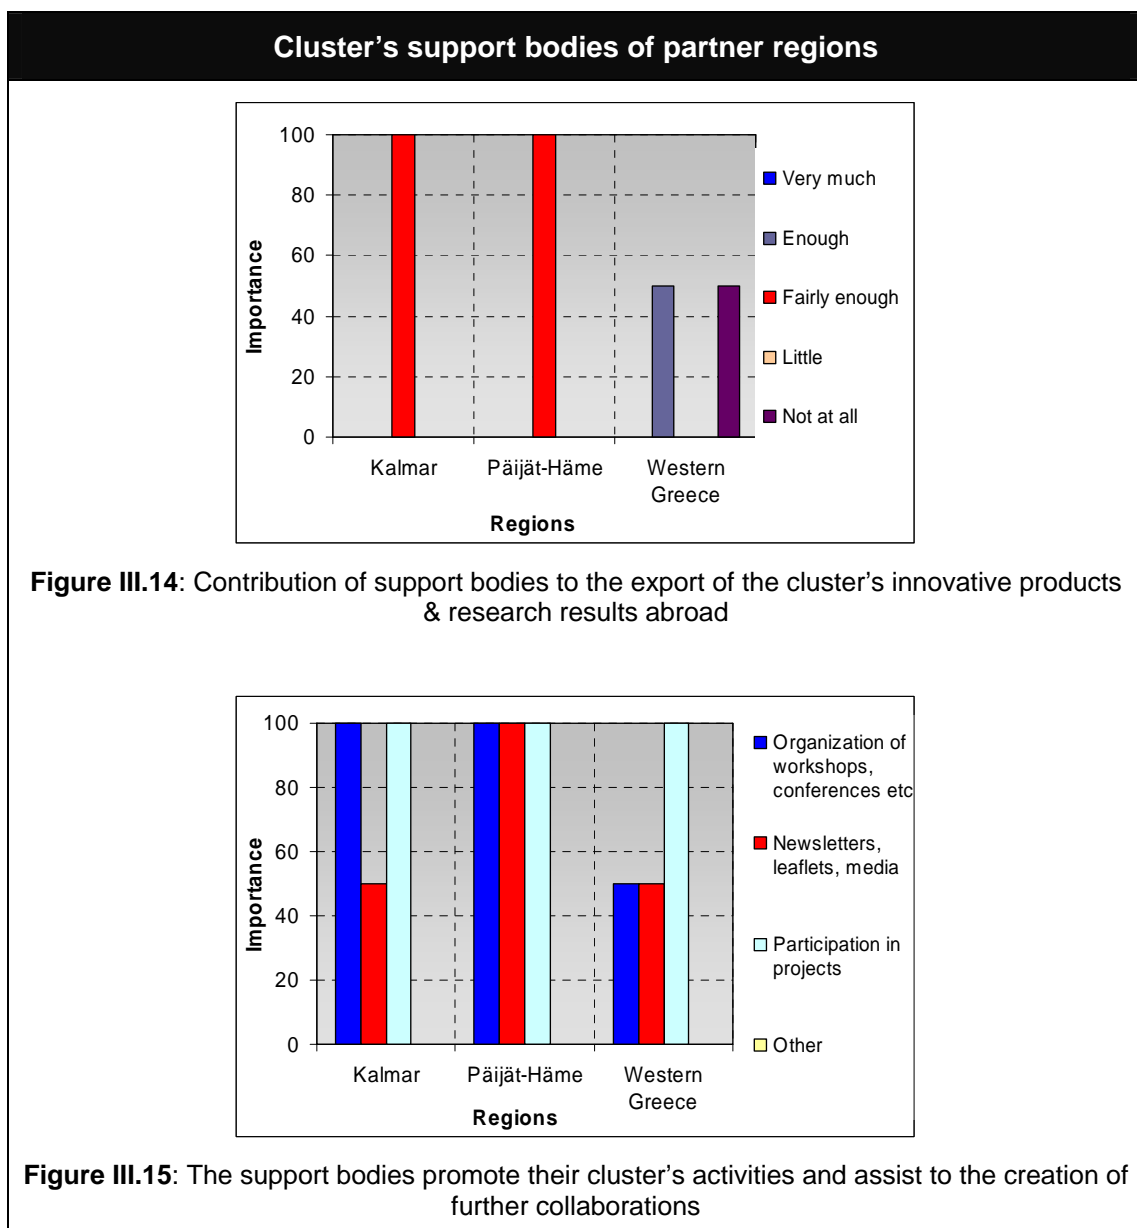 Cluster’s support bodies of partner regions
100
80
60
40
20
0
Importance
Kalmar
Päijät-Häme
Western
Greece
Regions
Very much
Enough
Fairly enough
Little
Not at all
Figure III.14: Contribution of support bodies to the export of the cluster’s innovative products
& research results abroad
100
80
60
40
20
0
Importance
Kalmar
Päijät-Häme
Western
Greece
Regions
Organization of
workshops,
conferences etc
Newsletters,
leaflets, media
Participation in
projects
Other
Figure III.15: The support bodies promote their cluster’s activities and assist to the creation of
further collaborations